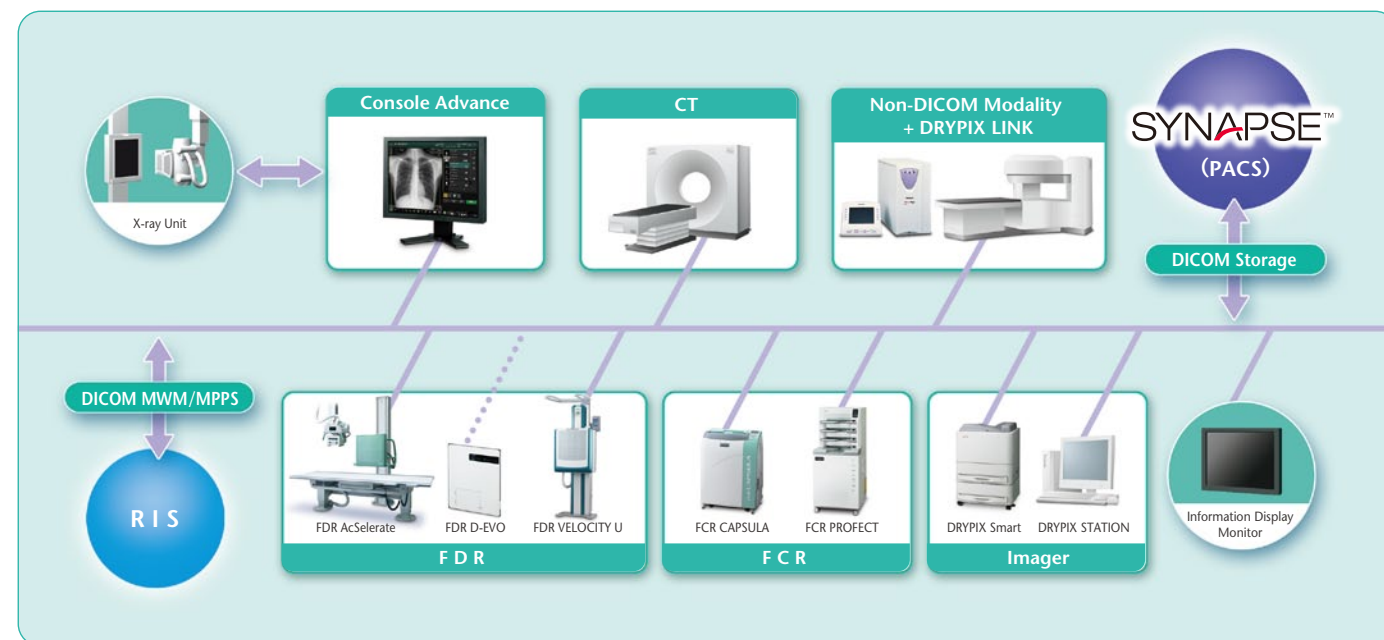 Console Advance
CT
Non-DICOM Modality
+ DRYPIX LINK
SYNAPSE™
(PACS)
X-ray Unit
DICOM Storage
DICOM MWM/MPPS
RIS
FDR AcSelerate
FDR D-EVO
FDR VELOCITY U
FDR
FCR CAPSULA
FCR PROFECT
FCR
DRYPIX Smart
DRYPIX STATION
Imager
Information Display
Monitor